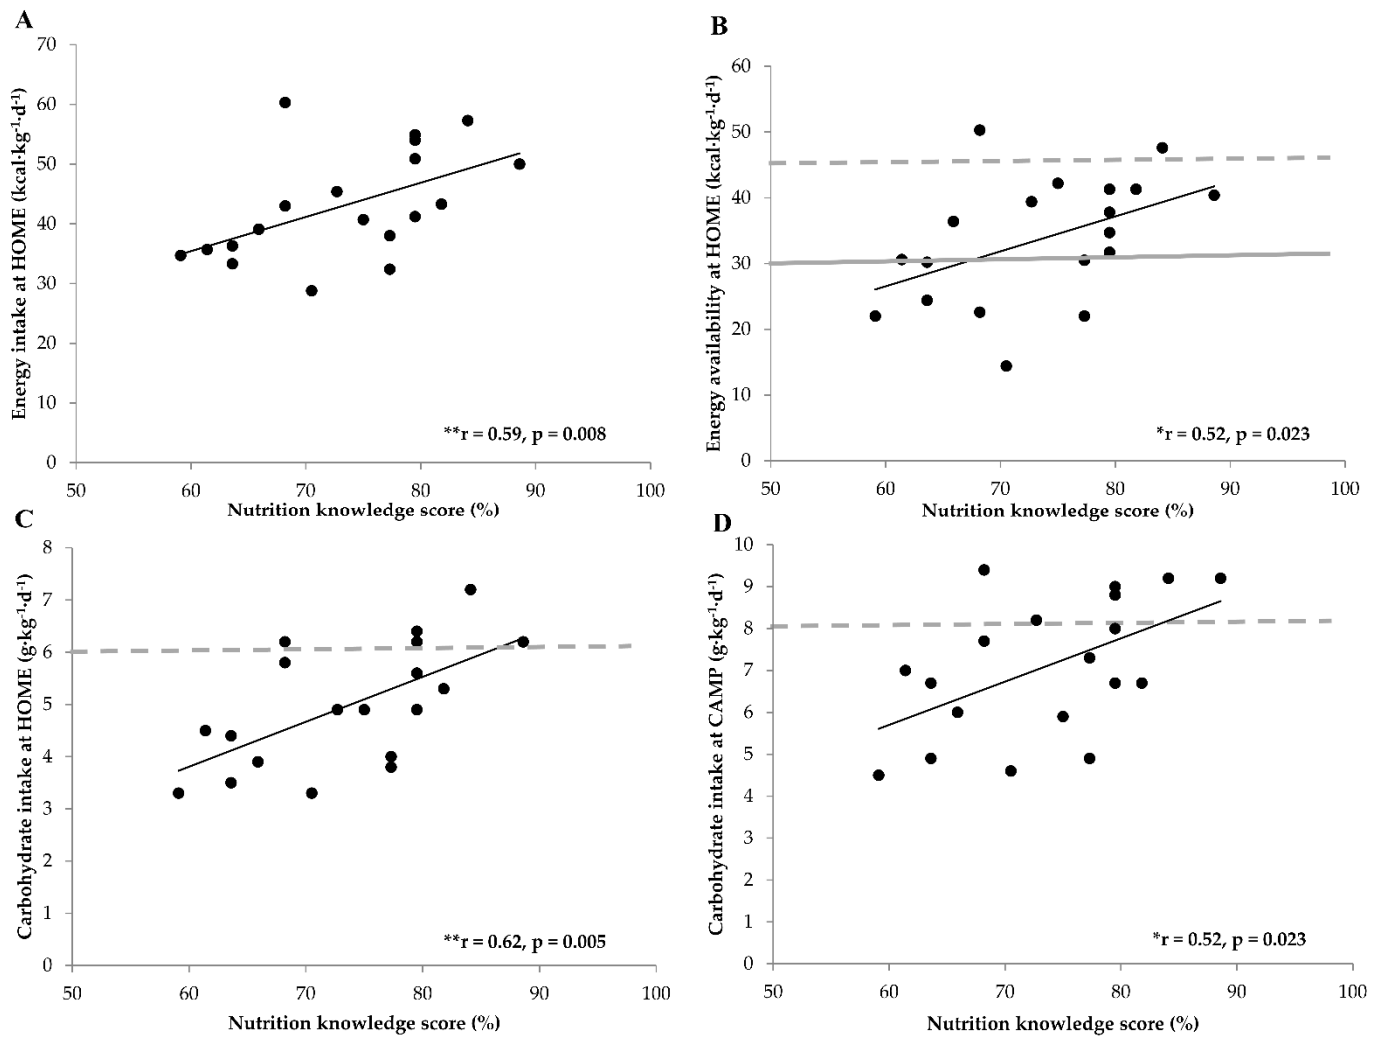 A
Energy intake at HOME (kcal·kg⁻¹·d⁻¹)
70
60
50
40
30
20
10
0
**r = 0.59, p = 0.008
50 60 70 80 90 100
Nutrition knowledge score (%)
B
Energy availability at HOME (kcal·kg⁻¹·d⁻¹)
60
50
40
30
20
10
0
*r = 0.52, p = 0.023
50 60 70 80 90 100
Nutrition knowledge score (%)
C
Carbohydrate intake at HOME (g·kg⁻¹·d⁻¹)
8
7
6
5
4
3
2
1
0
**r = 0.62, p = 0.005
50 60 70 80 90 100
Nutrition knowledge score (%)
D
Carbohydrate intake at CAMP (g·kg⁻¹·d⁻¹)
10
9
8
7
6
5
4
3
2
1
0
*r = 0.52, p = 0.023
50 60 70 80 90 100
Nutrition knowledge score (%)